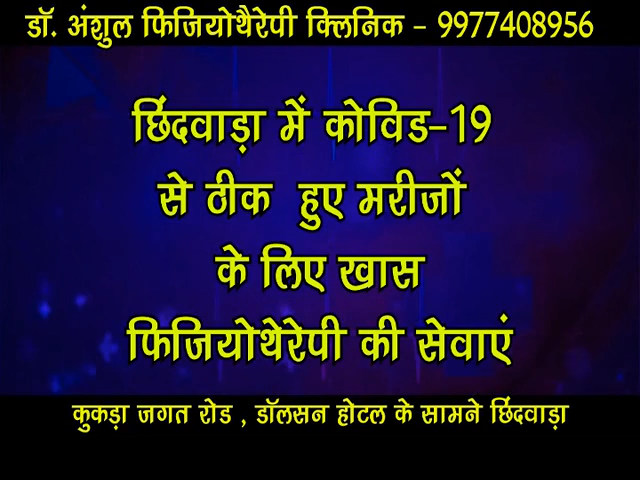 डॉ. अंशुल फिजियोथैरेपी क्लिनिक - 9977408956
छिंदवाड़ा में कोविड-19
से ठीक हुए मरीजों
के लिए खास
फिजियोथेरेपी की सेवाएं
कुकड़ा जगत रोड , डॉलसन होटल के सामने छिंदवाड़ा